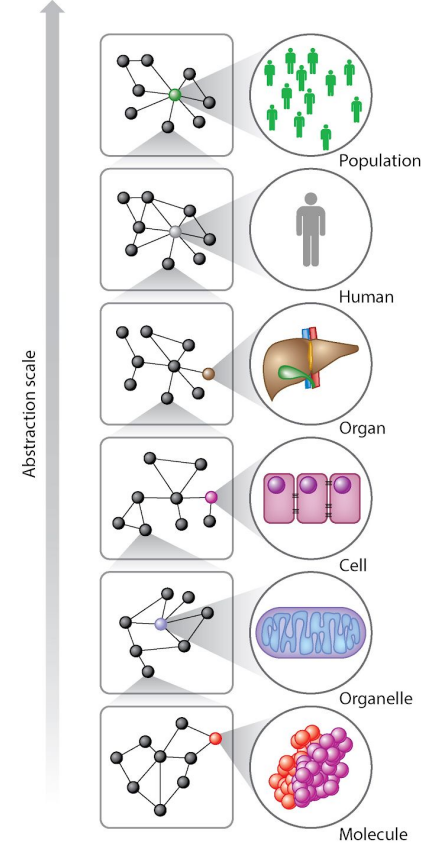 Population
Human
Organ
Cell
Organelle
Molecule
Abstraction scale